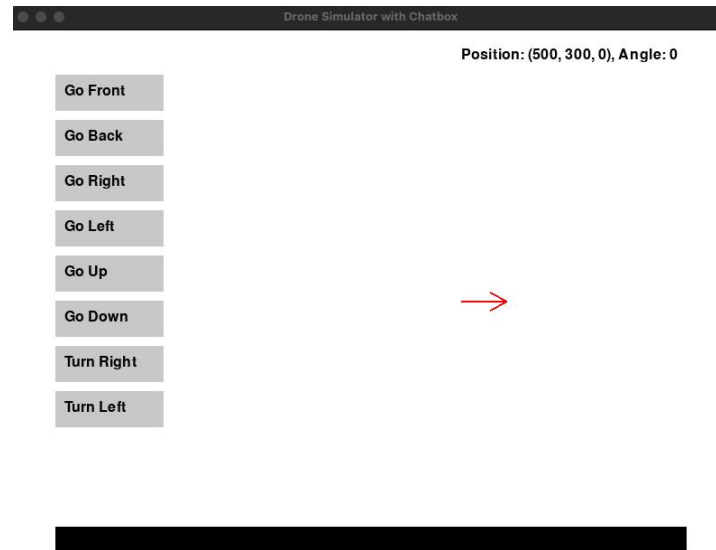 Drone Simulator with Chatbox
Position: (500, 300, 0), Angle: 0
Go Front
Go Back
Go Right
Go Left
Go Up
Go Down
Turn Right
Turn Left